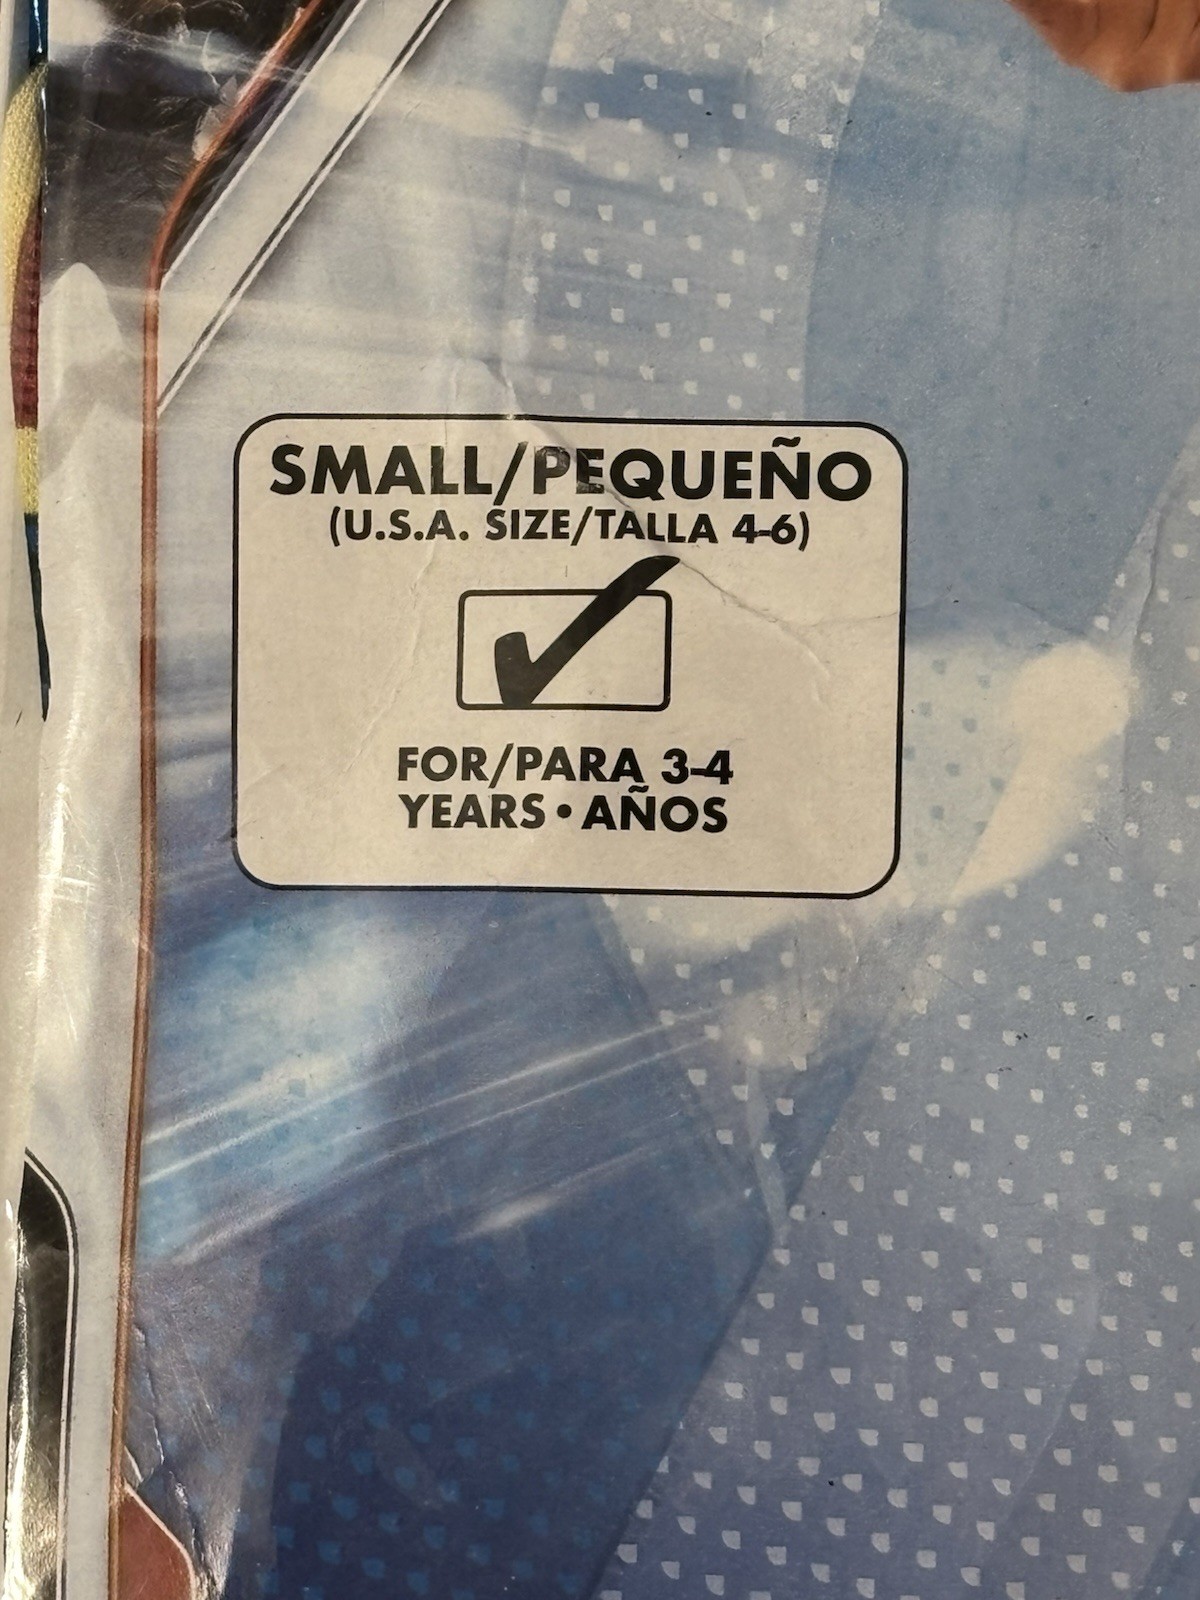 SMALL/PEQUEÑO
(U.S.A. SIZE/TALLA 4-6)
FOR/PARA 3-4
YEARS • AÑOS